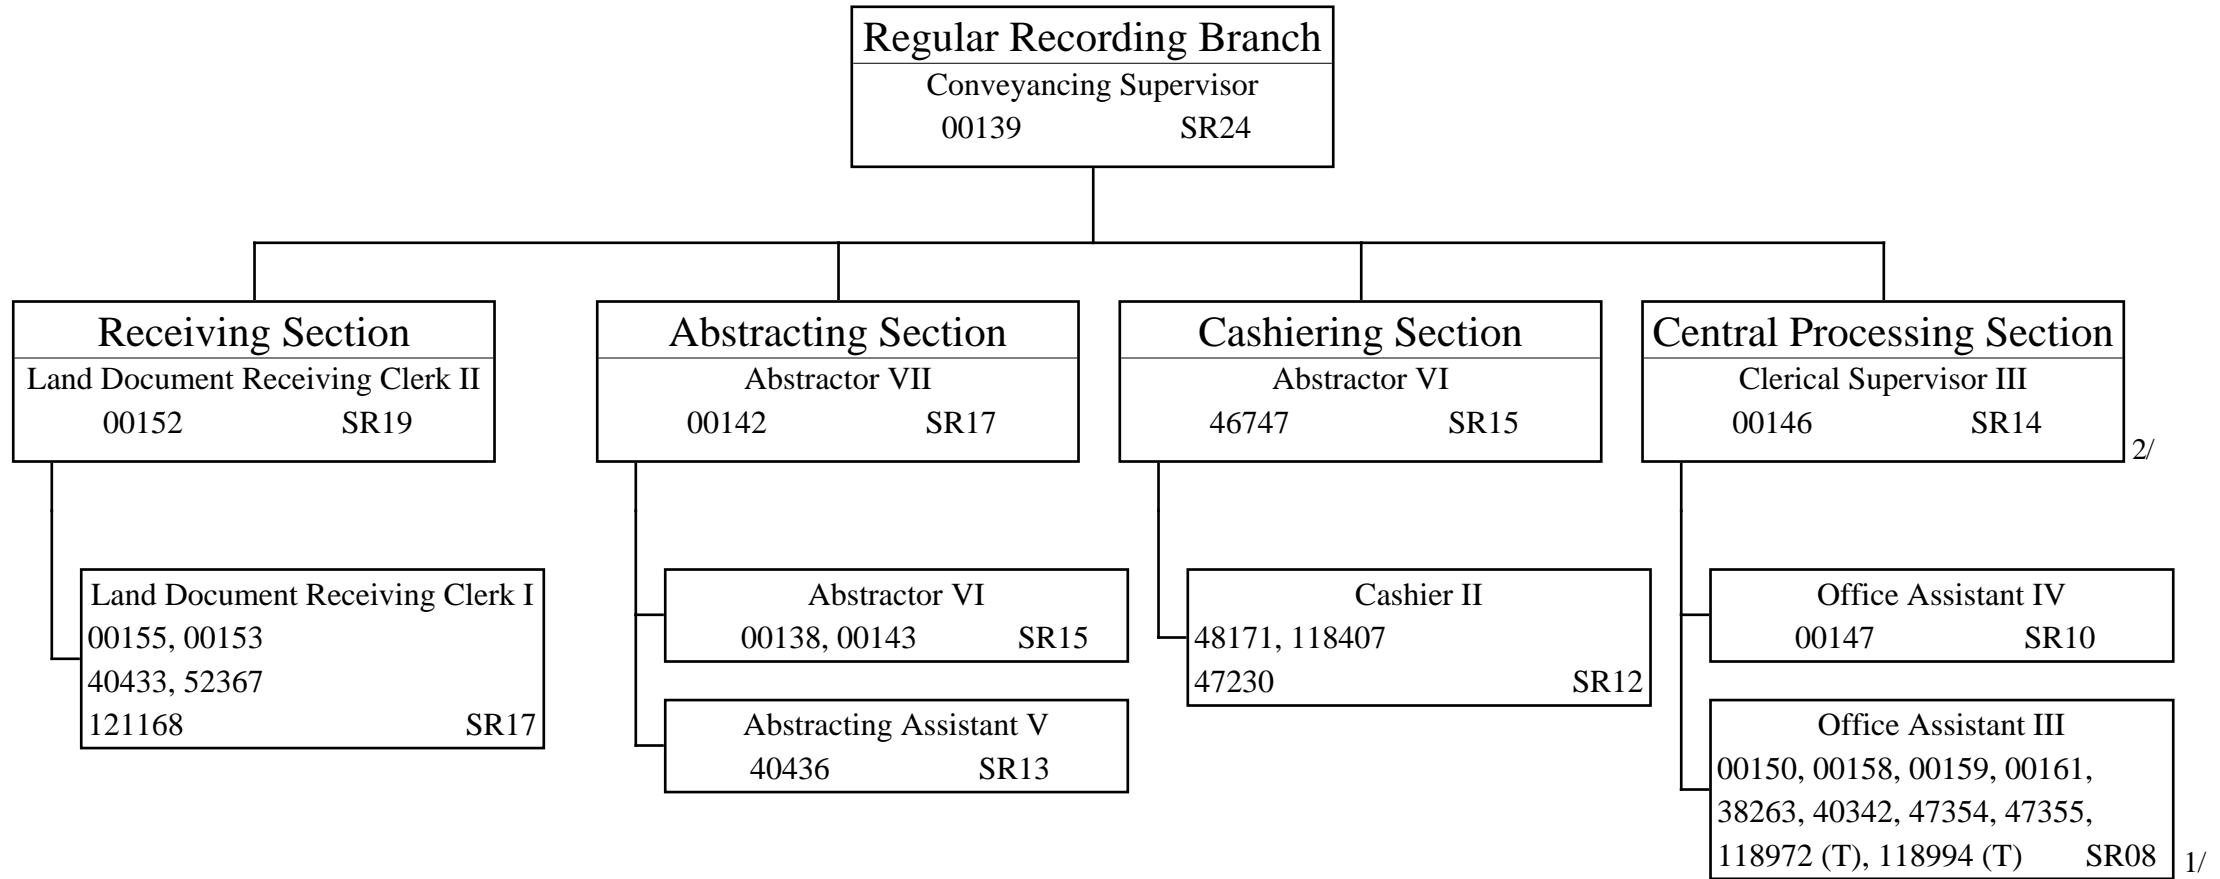 Regular Recording Branch
Conveyancing Supervisor
00139 SR24
Receiving Section
Land Document Receiving Clerk II
00152 SR19
Abstracting Section
Abstractor VII
00142 SR17
Cashiering Section
Abstractor VI
46747 SR15
Central Processing Section
Clerical Supervisor III
00146 SR14
2/
Land Document Receiving Clerk I
00155, 00153
40433, 52367
121168 SR17
Abstractor VI
00138, 00143 SR15
Abstracting Assistant V
40436 SR13
Cashier II
48171, 118407
47230 SR12
Office Assistant IV
00147 SR10
Office Assistant III
00150, 00158, 00159, 00161,
38263, 40342, 47354, 47355,
118972 (T), 118994 (T) SR08
1/